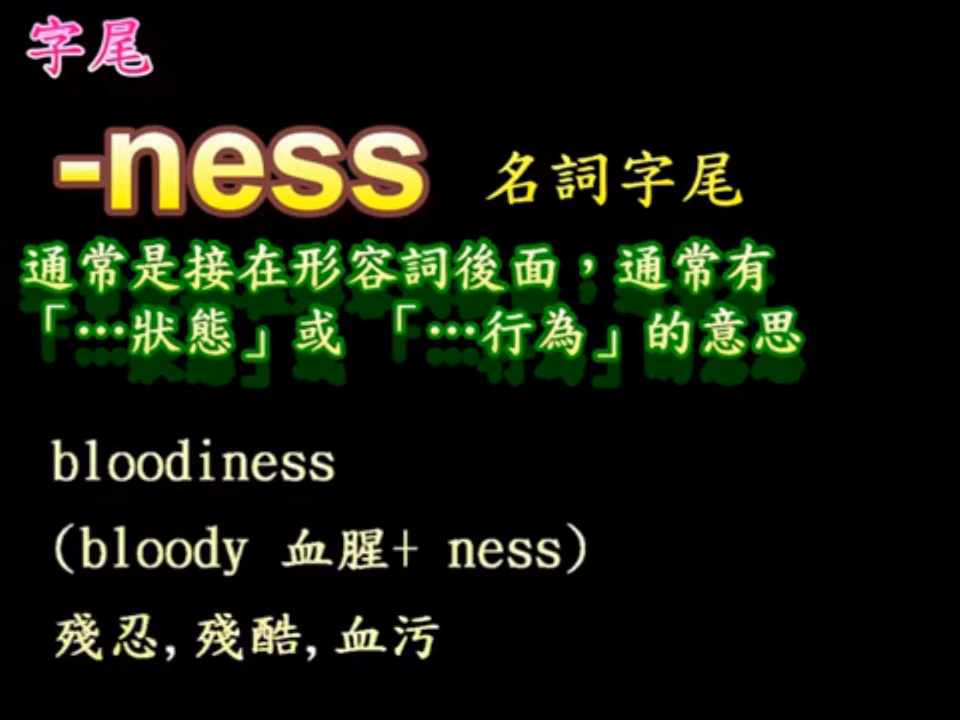 字尾
-ness 名詞字尾
通常是接在形容詞後面，通常有
「…狀態」或 「…行為」的意思
bloodiness
(bloody 血腥+ ness)
殘忍,殘酷,血污